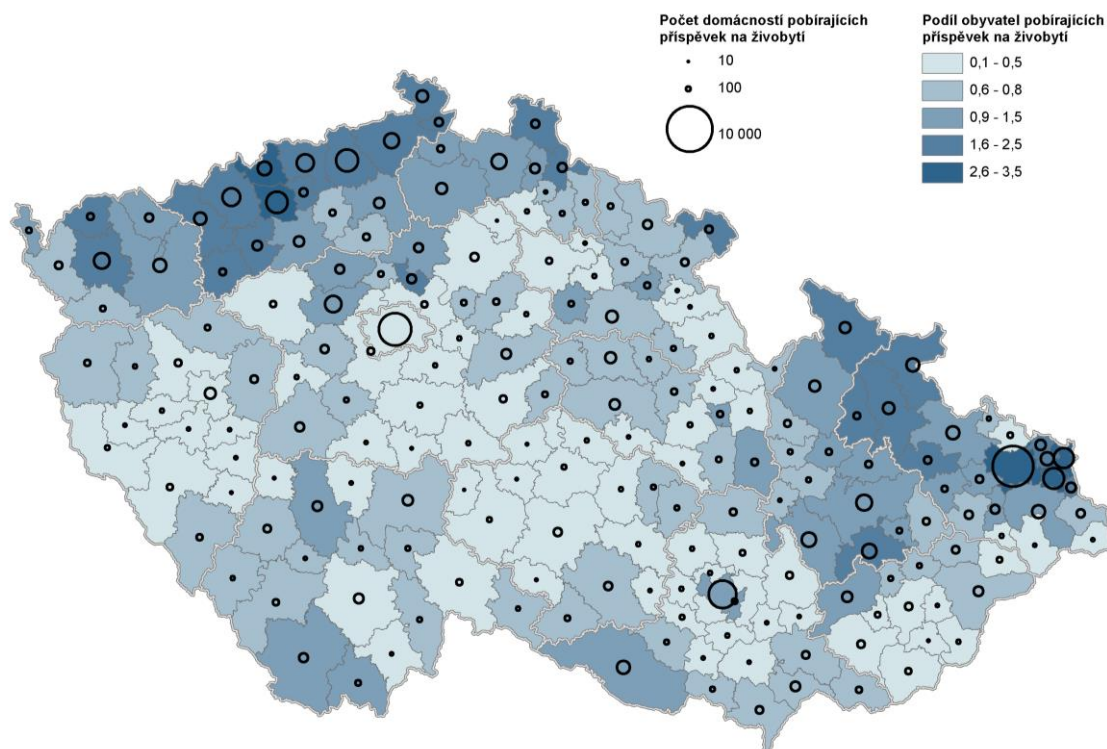 Počet domácností pobírajících
příspěvek na živobytí
10
100
10 000
Podíl obyvatel pobírajících
příspěvek na živobytí
0,1 - 0,5
0,6 - 0,8
0,9 - 1,5
1,6 - 2,5
2,6 - 3,5